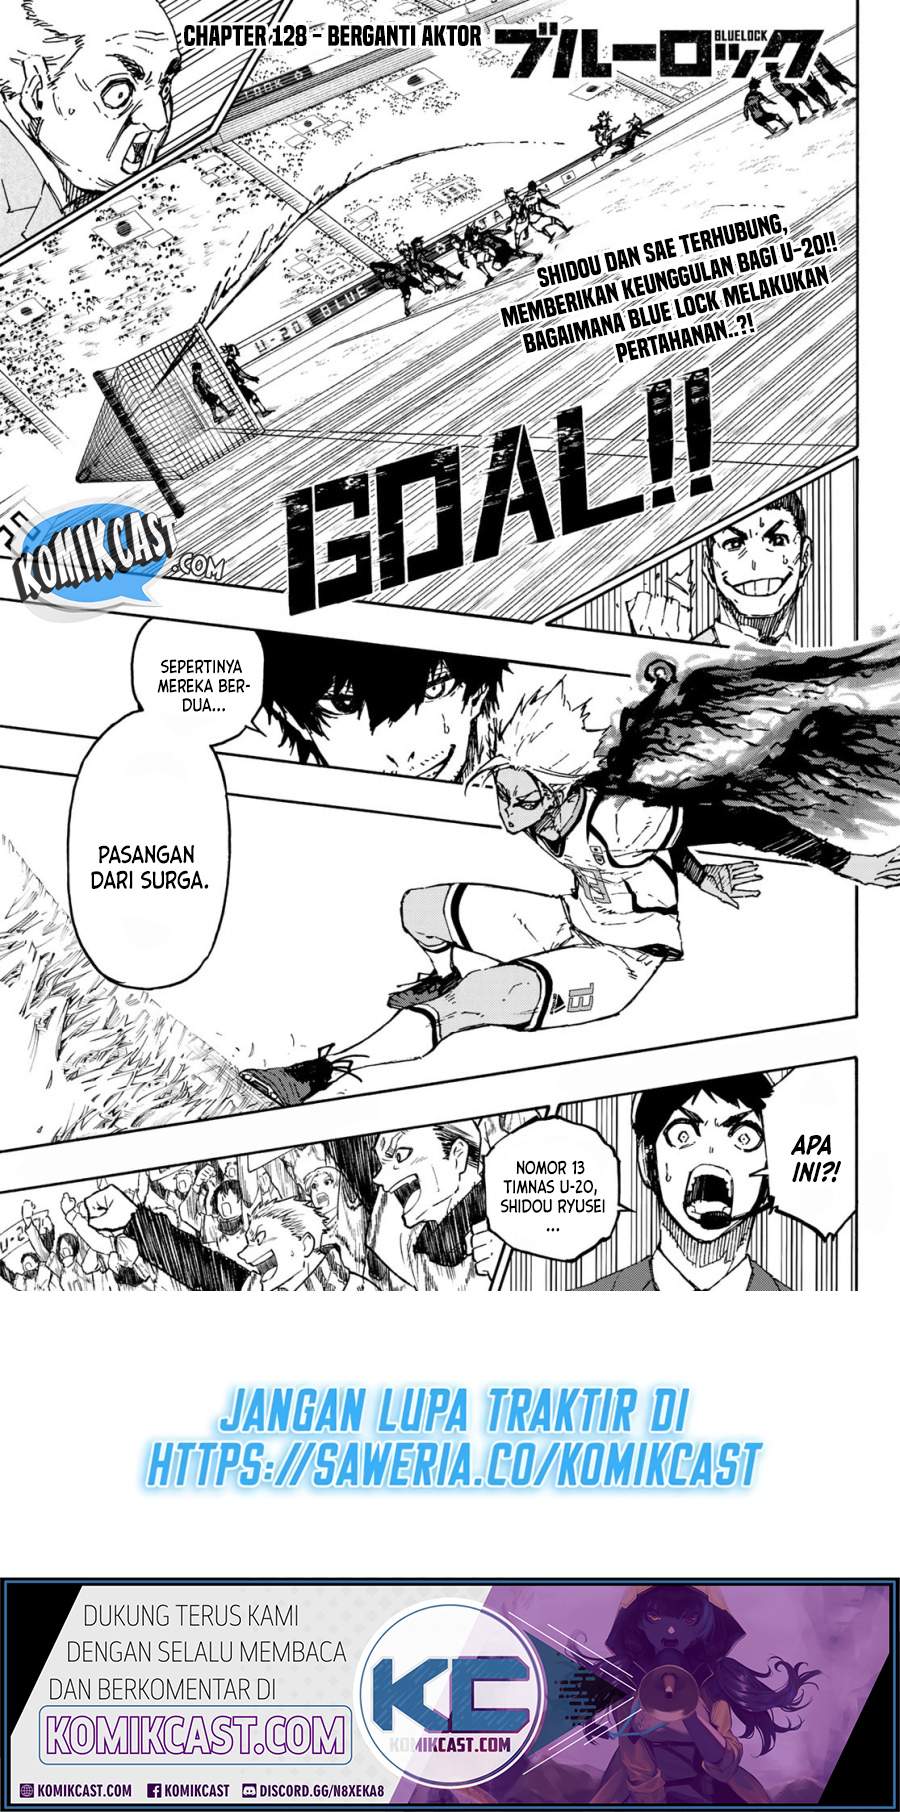 CHAPTER 128 - BERGANTI AKTOR
ブルーロック
BLUELOCK
SHIDOU DAN SAE TERHUBUNG,
MEMBERIKAN KEUNGGULAN BAGI U-20!!
BAGAIMANA BLUE LOCK MELAKUKAN
PERTAHANAN..?!
U-20 BLUE
GOAL!!
KOMIKCAST
.COM
SEPERTINYA
MEREKA BER-
DUA...
PASANGAN
DARI SURGA.
APA
INI?!
NOMOR 13
TIMNAS U-20,
SHIDOU RYUSEI
...
JANGAN LUPA TRAKTIR DI
HTTPS://SAWERIA.CO/KOMIKCAST
DUKUNG TERUS KAMI
DENGAN SELALU MEMBACA
DAN BERKOMENTAR DI
KOMIKCAST.COM
KC
KOMIKCAST.COM
KOMIKCAST.COM
KOMIKCAST
DISCORD.GG/N8XEKA8